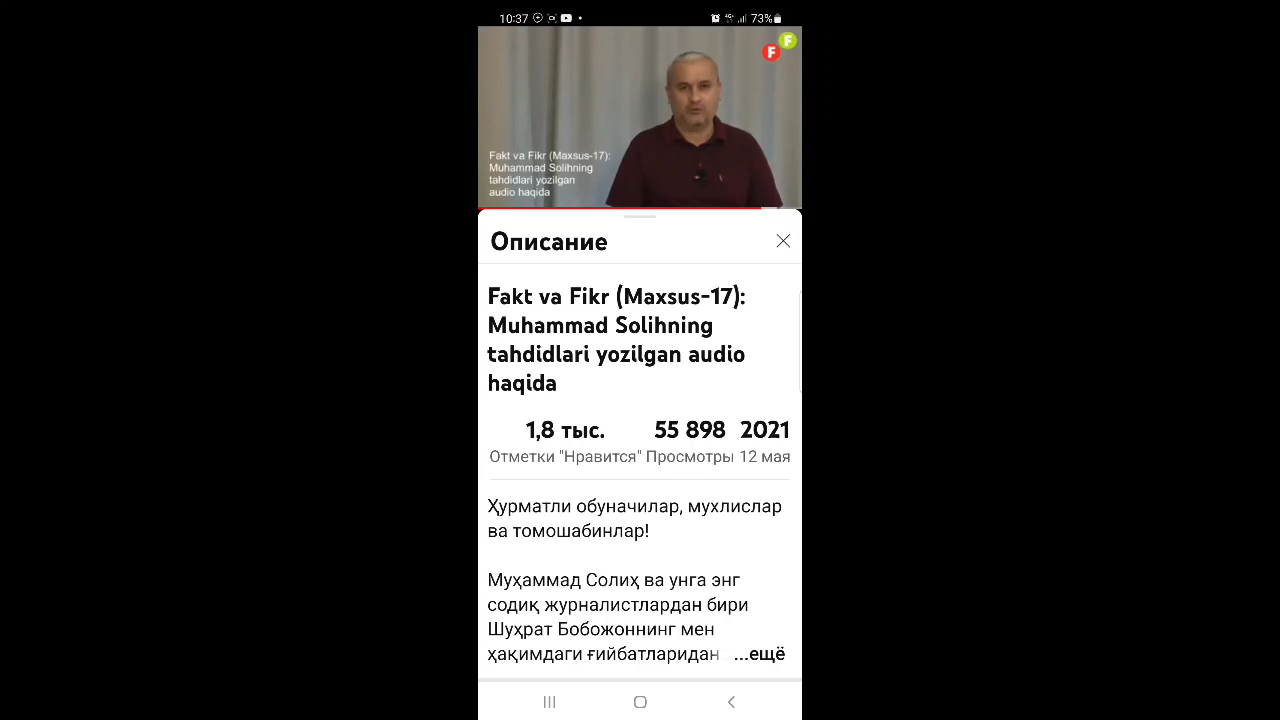 10:37
4G+
73%
F
F
Fakt va Fikr (Maxsus-17):
Muhammad Solihning
tahdidlari yozilgan
audio haqida
Описание
Fakt va Fikr (Maxsus-17):
Muhammad Solihning
tahdidlari yozilgan audio
haqida
1,8 тыс. 55 898 2021
Отметки "Нравится" Просмотры 12 мая
Ҳурматли обуначилар, мухлислар
ва томошабинлар!
Муҳаммад Солиҳ ва унга энг
содиқ журналистлардан бири
Шуҳрат Бобожоннинг мен
ҳақимдаги ғийбатларидан ...ещё